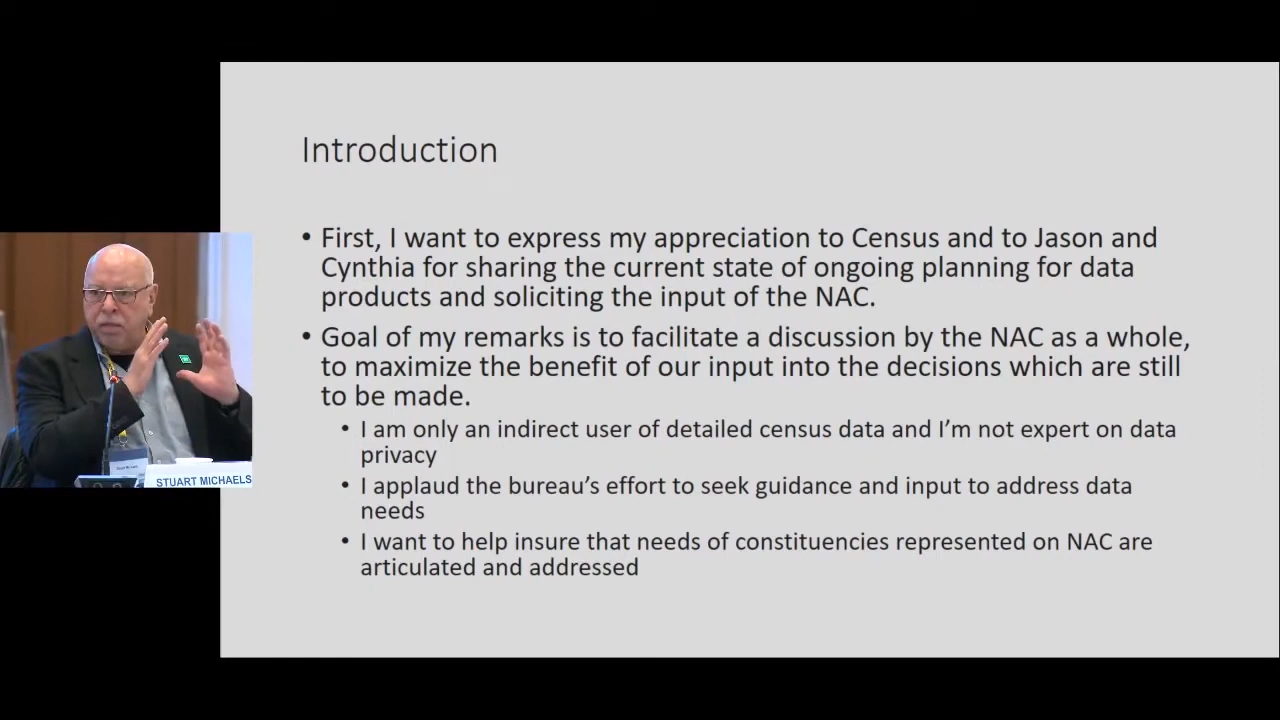 Introduction
• First, I want to express my appreciation to Census and to Jason and
Cynthia for sharing the current state of ongoing planning for data
products and soliciting the input of the NAC.
• Goal of my remarks is to facilitate a discussion by the NAC as a whole,
to maximize the benefit of our input into the decisions which are still
to be made.
• I am only an indirect user of detailed census data and I’m not expert on data
privacy
• I applaud the bureau’s effort to seek guidance and input to address data
needs
• I want to help insure that needs of constituencies represented on NAC are
articulated and addressed
STUART MICHAELS